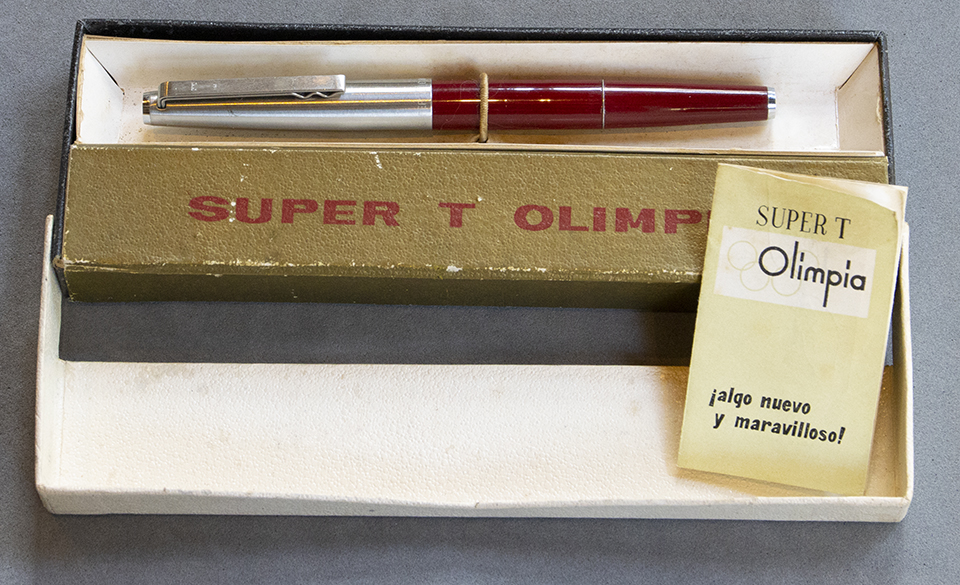 SUPER T OLIMP
SUPER T
Olimpia
¡algo nuevo
y maravilloso!